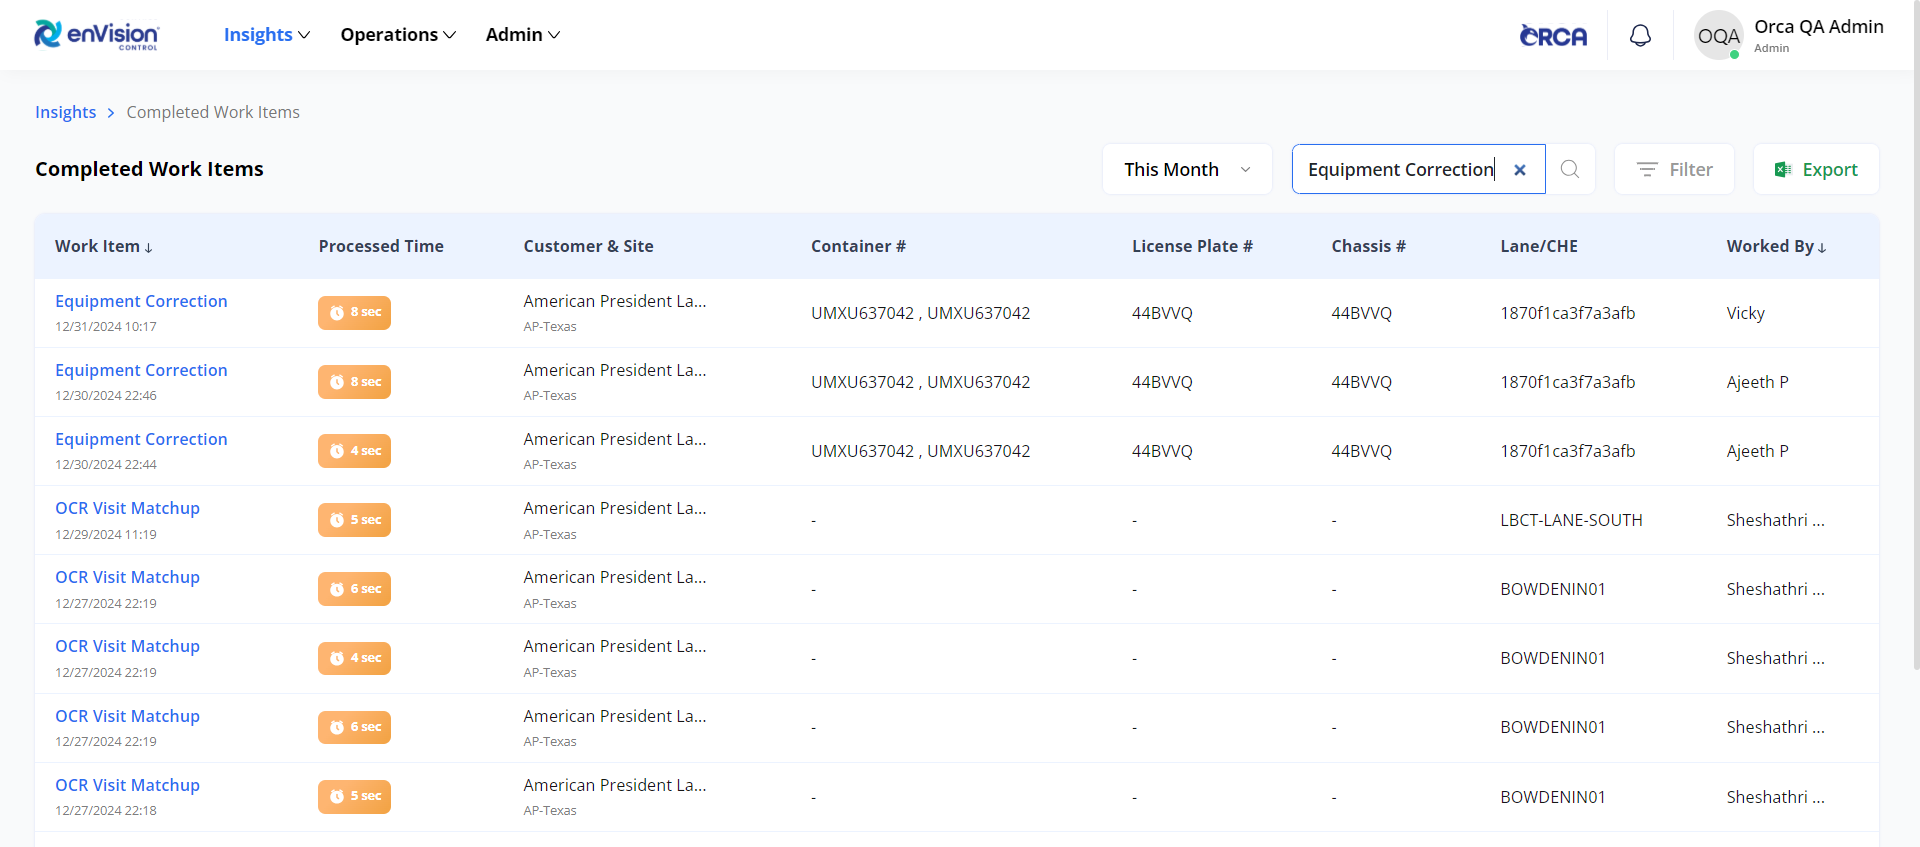 enVision
CONTROL
Insights Operations Admin
ORCA
OQA
Orca QA Admin
Admin
Insights > Completed Work Items
Completed Work Items
This Month
Equipment Correction
Filter
Export
Work Item ↓ Processed Time Customer & Site Container # License Plate # Chassis # Lane/CHE Worked By ↓
Equipment Correction 8 sec American President La... UMXU637042 , UMXU637042 44BVVQ 44BVVQ 1870f1ca3f7a3afb Vicky
12/31/2024 10:17 AP-Texas
Equipment Correction 8 sec American President La... UMXU637042 , UMXU637042 44BVVQ 44BVVQ 1870f1ca3f7a3afb Ajeeth P
12/30/2024 22:46 AP-Texas
Equipment Correction 4 sec American President La... UMXU637042 , UMXU637042 44BVVQ 44BVVQ 1870f1ca3f7a3afb Ajeeth P
12/30/2024 22:44 AP-Texas
OCR Visit Matchup 5 sec American President La... - - - LBCT-LANE-SOUTH Sheshathri ...
12/29/2024 11:19 AP-Texas
OCR Visit Matchup 6 sec American President La... - - - BOWDENIN01 Sheshathri ...
12/27/2024 22:19 AP-Texas
OCR Visit Matchup 4 sec American President La... - - - BOWDENIN01 Sheshathri ...
12/27/2024 22:19 AP-Texas
OCR Visit Matchup 6 sec American President La... - - - BOWDENIN01 Sheshathri ...
12/27/2024 22:19 AP-Texas
OCR Visit Matchup 5 sec American President La... - - - BOWDENIN01 Sheshathri ...
12/27/2024 22:18 AP-Texas